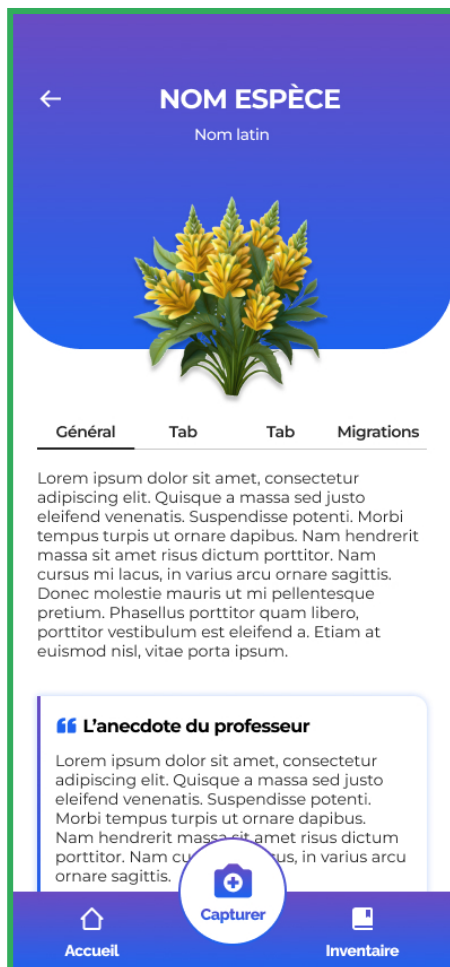 NOM ESPÈCE
Nom latin
Général Tab Tab Migrations
Lorem ipsum dolor sit amet, consectetur
adipiscing elit. Quisque a massa sed justo
eleifend venenatis. Suspendisse potenti. Morbi
tempus turpis ut ornare dapibus. Nam hendrerit
massa sit amet risus dictum porttitor. Nam
cursus mi lacus, in varius arcu ornare sagittis.
Donec molestie mauris ut mi pellentesque
pretium. Phasellus porttitor quam libero,
porttitor vestibulum est eleifend a. Etiam at
euismod nisl, vitae porta ipsum.
L’anecdote du professeur
Lorem ipsum dolor sit amet, consectetur
adipiscing elit. Quisque a massa sed justo
eleifend venenatis. Suspendisse potenti.
Morbi tempus turpis ut ornare dapibus.
Nam hendrerit massa sit amet risus dictum
porttitor. Nam in varius arcu
ornare sagittis.
Capturer
Accueil Inventaire